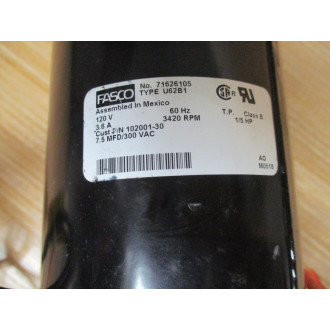 FASCO
No. 71626105
TYPE U62B1
Assembled In Mexico
120 V 60 Hz
3.6 A 3420 RPM
Cust P/N 102001-30
7.5 MFD/300 VAC
T.P. Class B
1/5 HP
AO
M0510